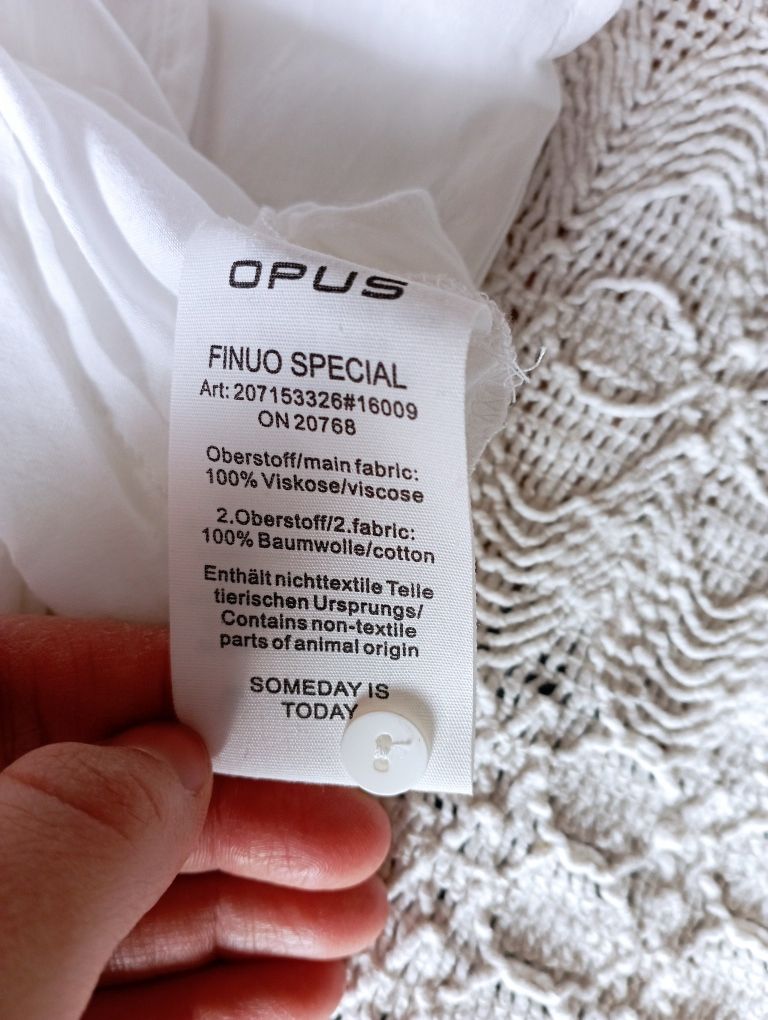 OPUS
FINUO SPECIAL
Art: 207153326#16009
ON 20768
Oberstoff/main fabric:
100% Viskose/viscose
2.Oberstoff/2.fabric:
100% Baumwolle/cotton
Enthält nichttextile Teile
tierischen Ursprungs/
Contains non-textile
parts of animal origin
SOMEDAY IS
TODAY